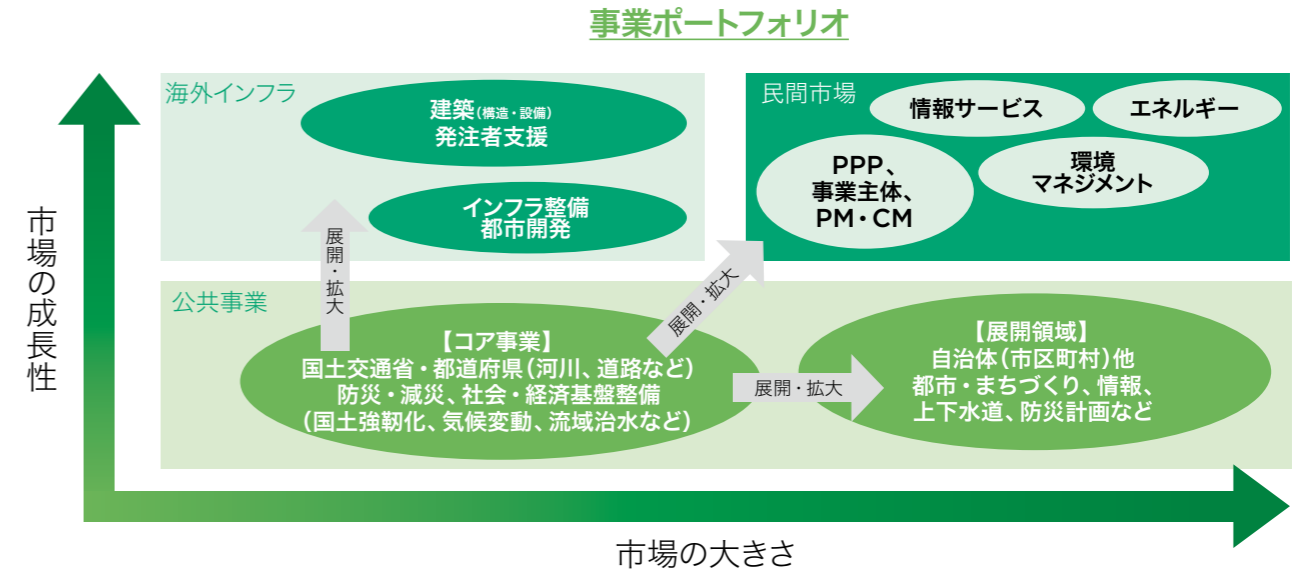 事業ポートフォリオ
海外インフラ
建築(構造・設備)
発注者支援
インフラ整備
都市開発
民間市場
情報サービス
エネルギー
PPP、
事業主体、
PM・CM
環境
マネジメント
市場の成長性
展開・拡大
展開・拡大
公共事業
【コア事業】
国土交通省・都道府県(河川、道路など)
防災・減災、社会・経済基盤整備
(国土強靭化、気候変動、流域治水など)
展開・拡大
【展開領域】
自治体(市区町村)他
都市・まちづくり、情報、
上下水道、防災計画など
市場の大きさ